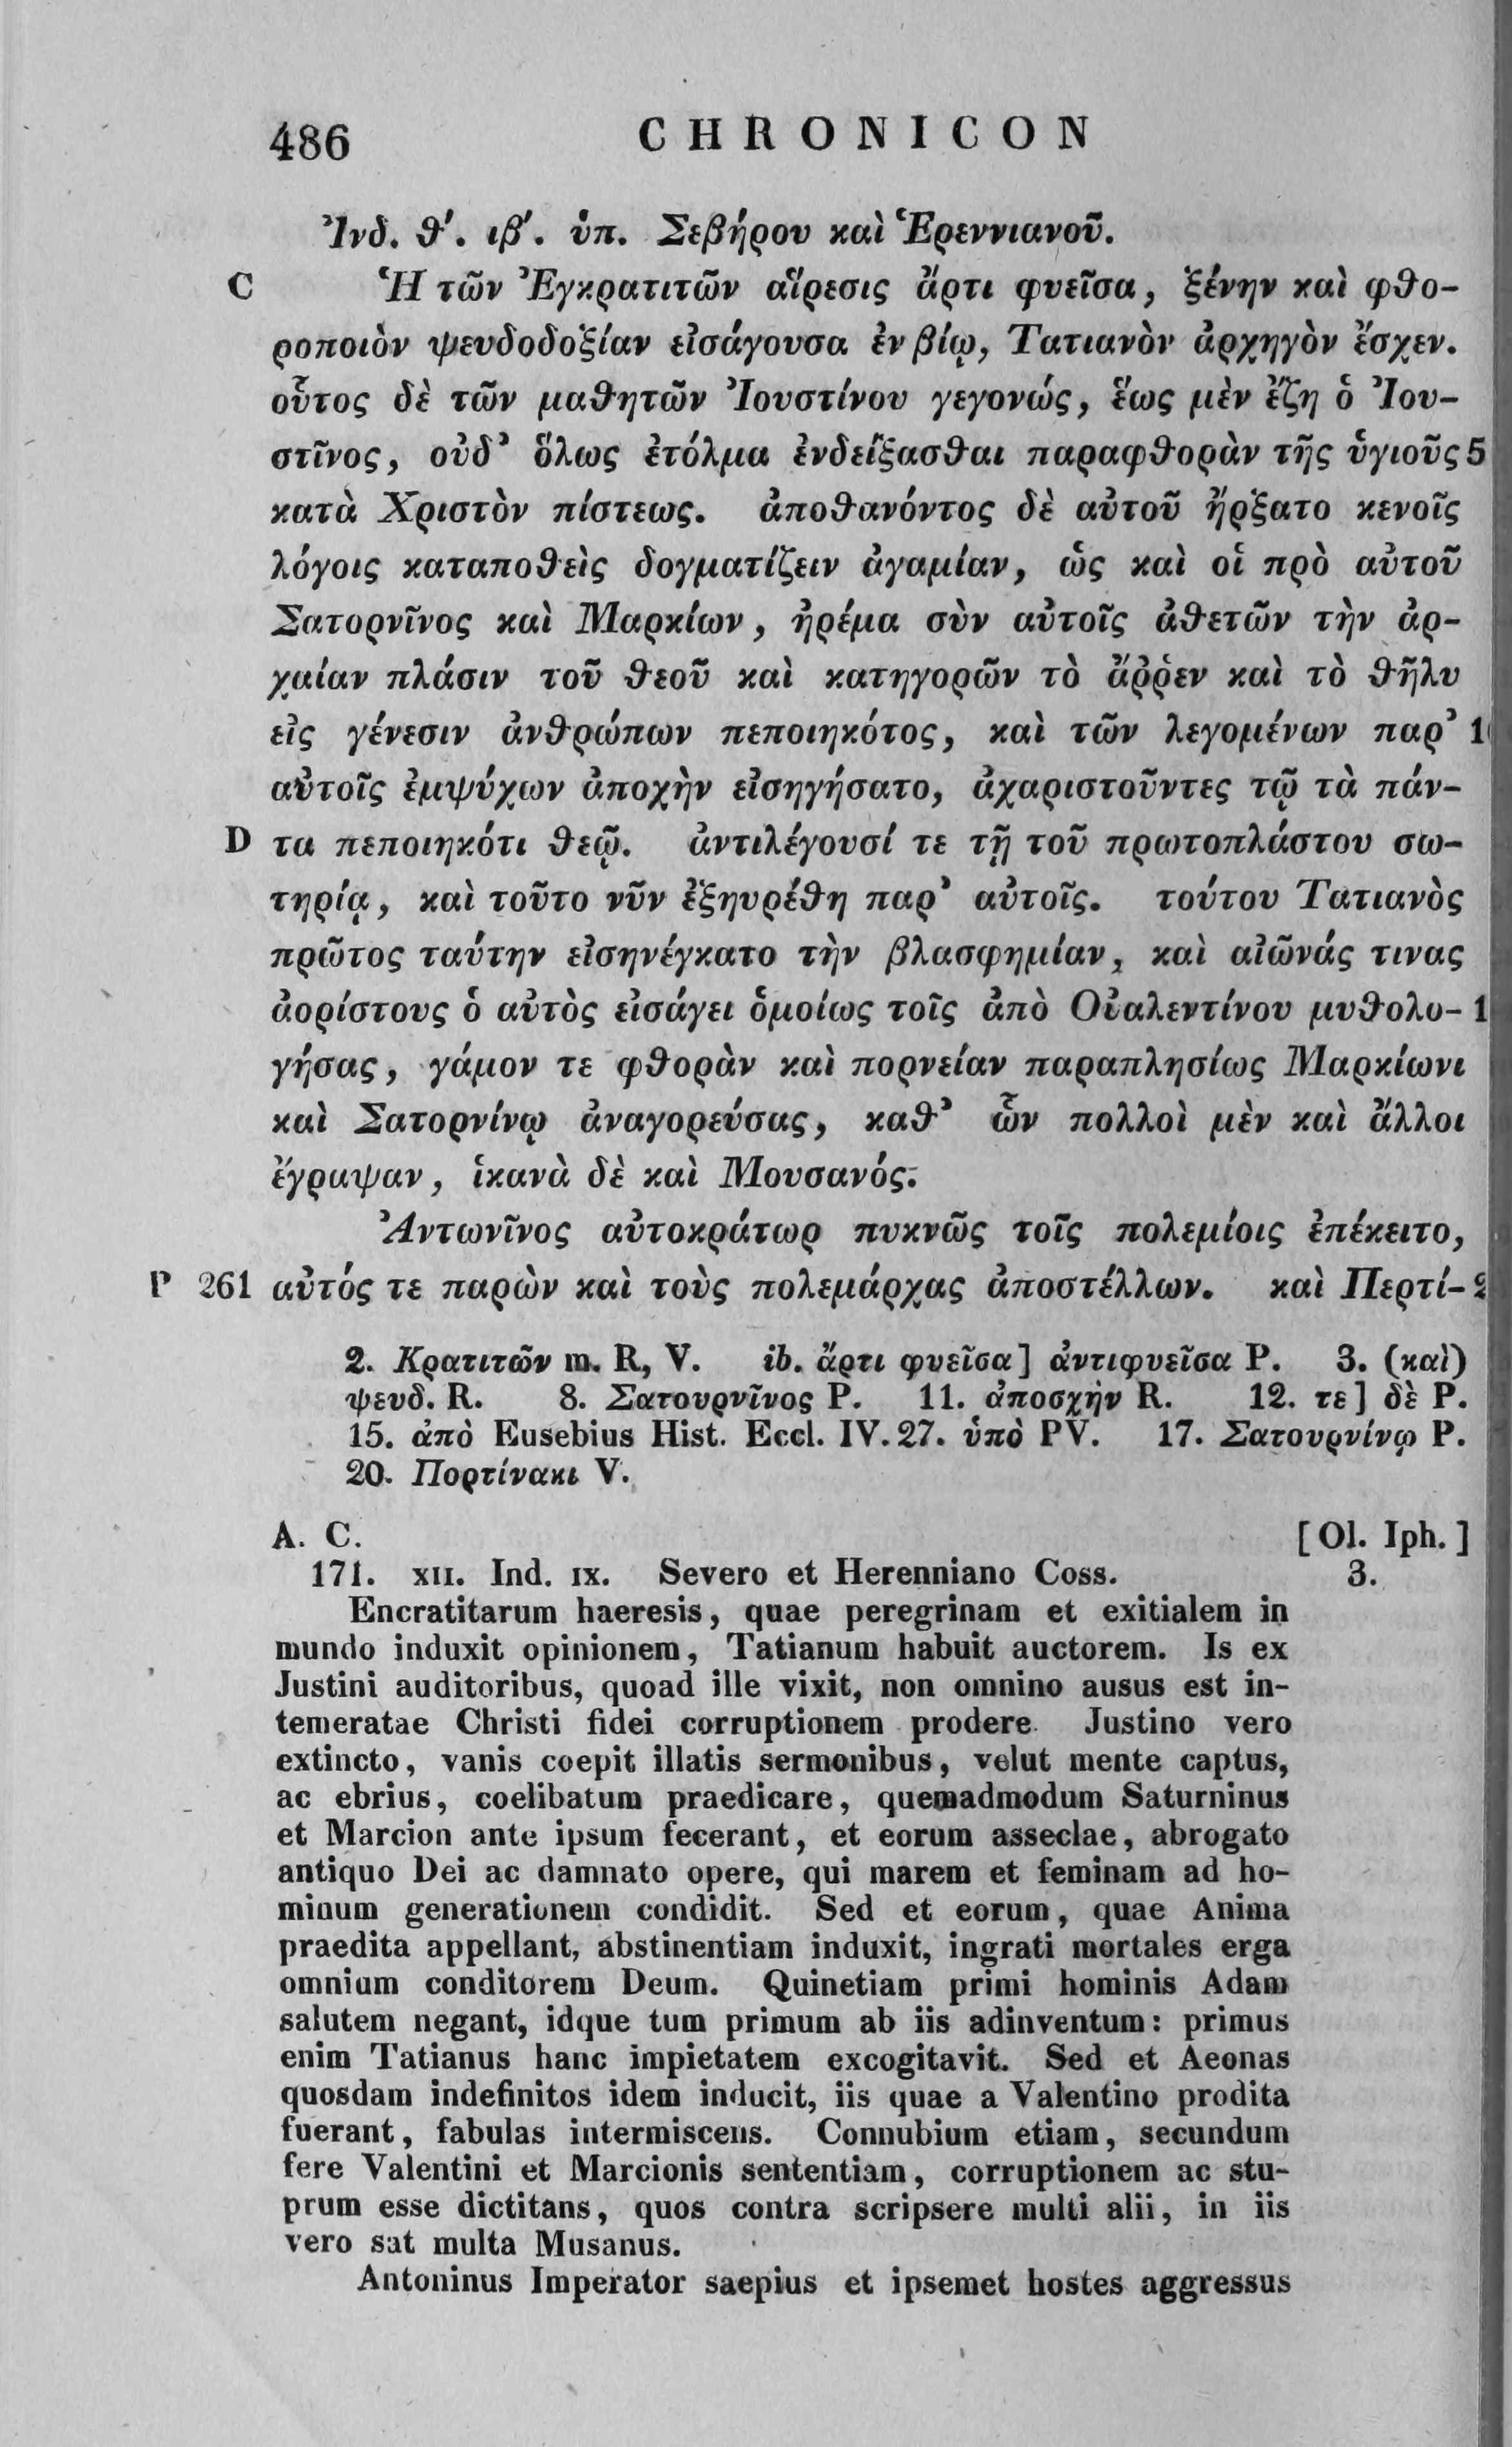 486 CHRONICON
Ἰνδ. θ΄. ιβ΄. ὑπ. Σεβήρου καὶ Ἑρεννιανοῦ.
C Ἡ τῶν Ἐγκρατιτῶν αἵρεσις ἄρτι φυεῖσα, ξένην καὶ φθο-
ροποιὸν ψευδοδοξίαν εἰσάγουσα ἐν βίῳ, Τατιανὸν ἀρχηγὸν ἔσχεν.
οὗτος δὲ τῶν μαθητῶν Ἰουστίνου γεγονώς, ἕως μὲν ἔζη ὁ Ἰου-
στῖνος, οὐδ᾽ ὅλως ἐτόλμα ἐνδείξασθαι παραφθορὰν τῆς ὑγιοῦς 5
κατὰ Χριστὸν πίστεως. ἀποθανόντος δὲ αὐτοῦ ἤρξατο κενοῖς
λόγοις καταποθεὶς δογματίζειν ἀγαμίαν, ὡς καὶ οἱ πρὸ αὐτοῦ
Σατορνῖνος καὶ Μαρκίων, ἠρέμα σὺν αὐτοῖς ἀθετῶν τὴν ἀρ-
χαίαν πλάσιν τοῦ θεοῦ καὶ κατηγορῶν τὸ ἄῤῥεν καὶ τὸ θῆλυ
εἰς γένεσιν ἀνθρώπων πεποιηκότος, καὶ τῶν λεγομένων παρ᾽ 1
αὐτοῖς ἐμψύχων ἀποχὴν εἰσηγήσατο, ἀχαριστοῦντες τῷ τὰ πάν-
D τα πεποιηκότι θεῷ. ἀντιλέγουσί τε τῇ τοῦ πρωτοπλάστου σω-
τηρίᾳ, καὶ τοῦτο νῦν ἐξηυρέθη παρ᾽ αὐτοῖς. τούτου Τατιανὸς
πρῶτος ταύτην εἰσηνέγκατο τὴν βλασφημίαν, καὶ αἰῶνάς τινας
ἀορίστους ὁ αὐτὸς εἰσάγει ὁμοίως τοῖς ἀπὸ Οὐαλεντίνου μυθολο- 1
γήσας, γάμον τε φθορὰν καὶ πορνείαν παραπλησίως Μαρκίωνι
καὶ Σατορνίνῳ ἀναγορεύσας, καθ᾽ ὧν πολλοὶ μὲν καὶ ἄλλοι
ἔγραψαν, ἱκανὰ δὲ καὶ Μουσανός.
Ἀντωνῖνος αὐτοκράτωρ πυκνῶς τοῖς πολεμίοις ἐπέκειτο,
P 261 αὐτός τε παρὼν καὶ τοὺς πολεμάρχας ἀποστέλλων. καὶ Περτί- 2
2. Κρατιτῶν m. R, V. ib. ἄρτι φυεῖσα] ἀντιφυεῖσα P. 3. (καὶ)
ψευδ. R. 8. Σατουρνῖνος P. 11. ἀποσχὴν R. 12. τε] δὲ P.
15. ἀπὸ Eusebius Hist. Eccl. IV. 27. ὑπὸ PV. 17. Σατουρνίνῳ P.
20. Πορτίνακι V.
A. C. [Ol. Iph.]
171. XII. Ind. IX. Severo et Herenniano Coss. 3.
Encratitarum haeresis, quae peregrinam et exitialem in
mundo induxit opinionem, Tatianum habuit auctorem. Is ex
Justini auditoribus, quoad ille vixit, non omnino ausus est in-
temeratae Christi fidei corruptionem prodere. Justino vero
extincto, vanis coepit illatis sermonibus, velut mente captus,
ac ebrius, coelibatum praedicare, quemadmodum Saturninus
et Marcion ante ipsum fecerant, et eorum asseclae, abrogato
antiquo Dei ac damnato opere, qui marem et feminam ad ho-
minum generationem condidit. Sed et eorum, quae Anima
praedita appellant, abstinentiam induxit, ingrati mortales erga
omnium conditorem Deum. Quinetiam primi hominis Adam
salutem negant, idque tum primum ab iis adinventum: primus
enim Tatianus hanc impietatem excogitavit. Sed et Aeonas
quosdam indefinitos idem inducit, iis quae a Valentino prodita
fuerant, fabulas intermiscens. Connubium etiam, secundum
fere Valentini et Marcionis sententiam, corruptionem ac stu-
prum esse dictitans, quos contra scripsere multi alii, in iis
vero sat multa Musanus.
Antoninus Imperator saepius et ipsemet hostes aggressus